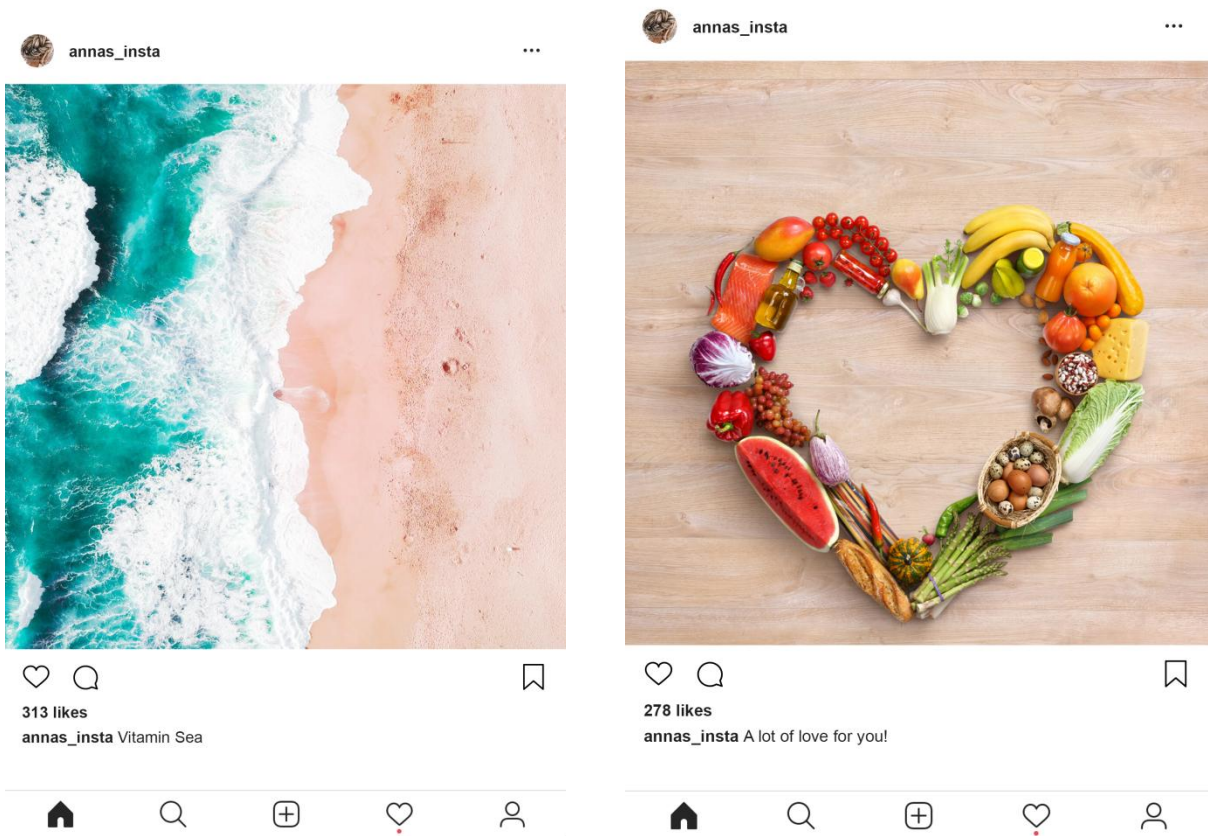 annas_insta
313 likes
annas_insta Vitamin Sea
annas_insta
278 likes
annas_insta A lot of love for you!